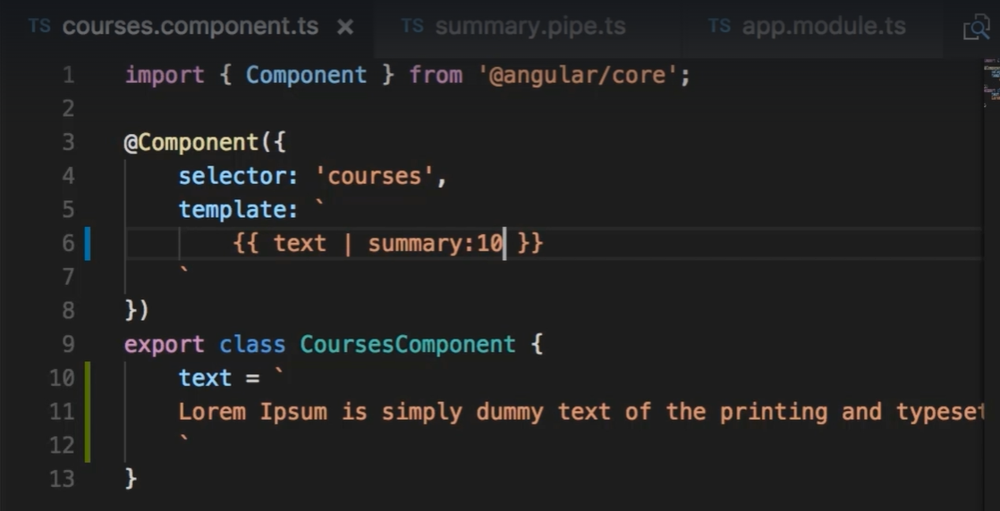 TS courses.component.ts × TS summary.pipe.ts TS app.module.ts
1 import { Component } from '@angular/core';
2
3 @Component({
4 selector: 'courses',
5 template: `
6 {{ text | summary:10 }}
7 `
8 })
9 export class CoursesComponent {
10 text = `
11 Lorem Ipsum is simply dummy text of the printing and typeset
12 `
13 }